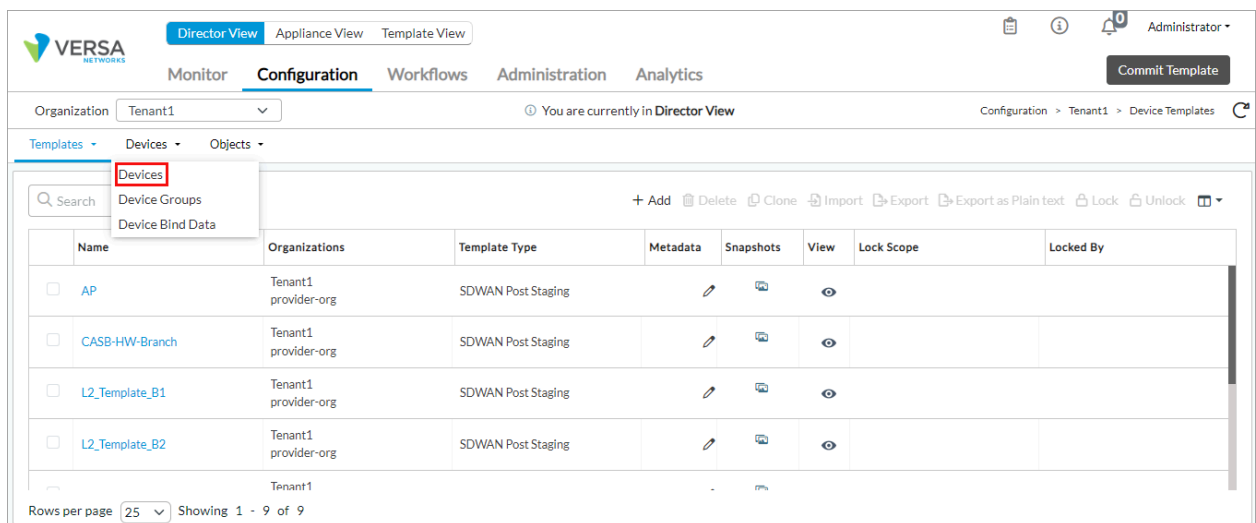 Director View Appliance View Template View
0
Administrator
VERSA
NETWORKS
Monitor Configuration Workflows Administration Analytics
Commit Template
Organization Tenant1
You are currently in Director View
Configuration > Tenant1 > Device Templates
Templates Devices Objects
Devices
Device Groups
Device Bind Data
Search
+ Add Delete Clone Import Export Export as Plain text Lock Unlock
Name Organizations Template Type Metadata Snapshots View Lock Scope Locked By
AP Tenant1 SDWAN Post Staging
provider-org
CASB-HW-Branch Tenant1 SDWAN Post Staging
provider-org
L2_Template_B1 Tenant1 SDWAN Post Staging
provider-org
L2_Template_B2 Tenant1 SDWAN Post Staging
provider-org
Tenant1
Rows per page 25 Showing 1 - 9 of 9